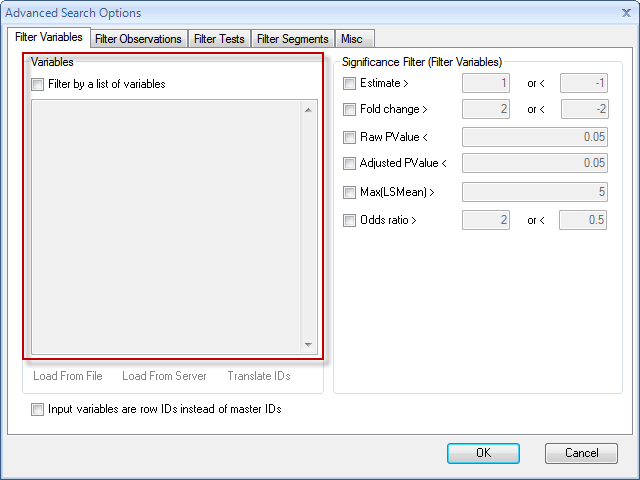 Advanced Search Options
Filter Variables Filter Observations Filter Tests Filter Segments Misc
Variables
Filter by a list of variables
Load From File Load From Server Translate IDs
Input variables are row IDs instead of master IDs
Significance Filter (Filter Variables)
Estimate > 1 or < -1
Fold change > 2 or < -2
Raw PValue < 0.05
Adjusted PValue < 0.05
Max(LSMean) > 5
Odds ratio > 2 or < 0.5
OK Cancel